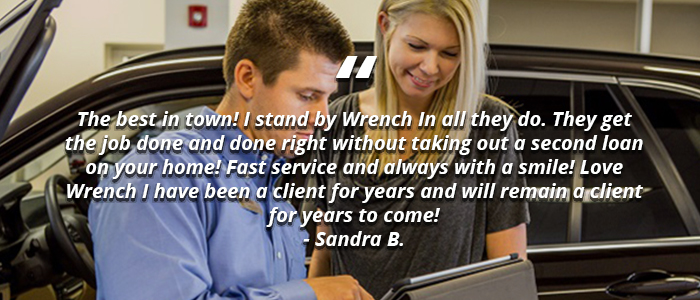 “
The best in town! I stand by Wrench In all they do. They get
the job done and done right without taking out a second loan
on your home! Fast service and always with a smile! Love
Wrench I have been a client for years and will remain a client
for years to come!
- Sandra B.